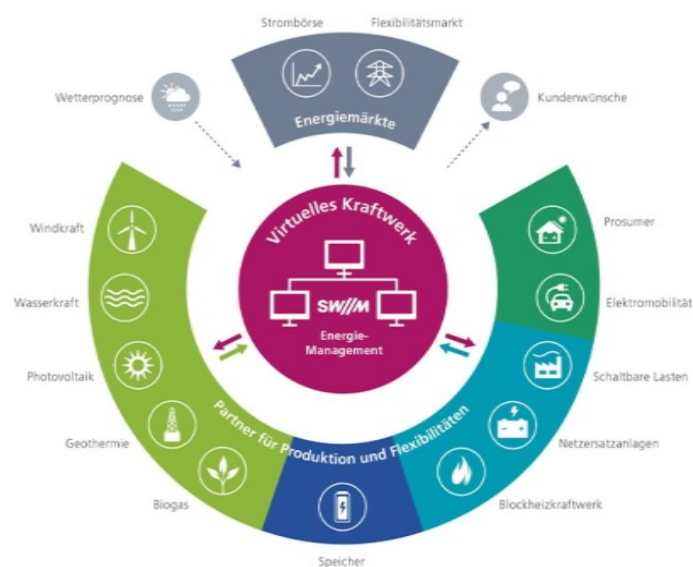 Strombörse
Flexibilitätsmarkt
Wetterprognose
Kundenwünsche
Energiemärkte
Virtuelles Kraftwerk
SW//M
Energie-
Management
Windkraft
Wasserkraft
Photovoltaik
Geothermie
Biogas
Speicher
Prosumer
Elektromobilität
Schaltbare Lasten
Netzersatzanlagen
Blockheizkraftwerk
Partner für Produktion und Flexibilitäten